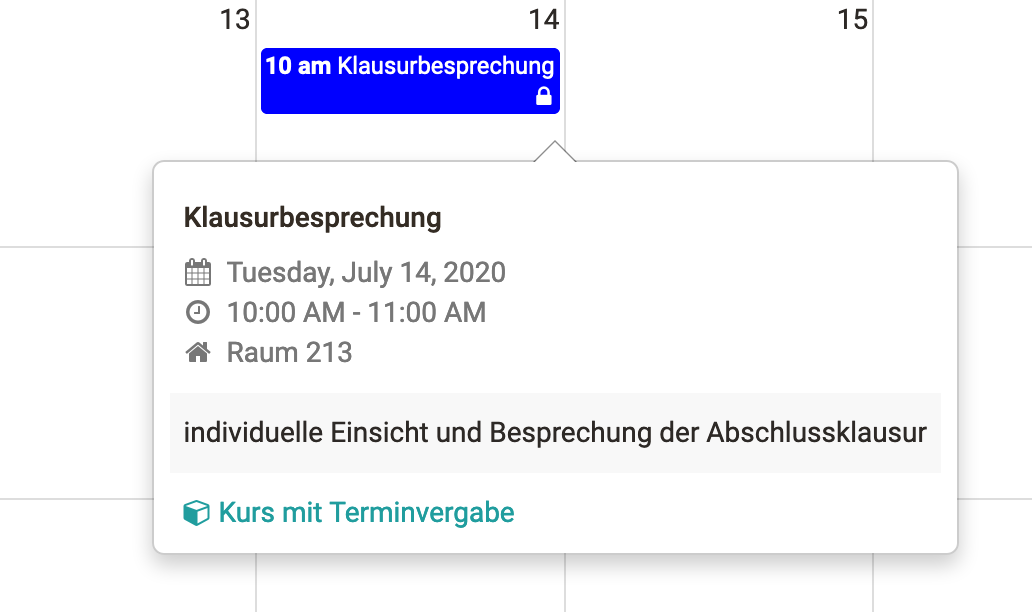 13
14
15
10 am Klausurbesprechung
Klausurbesprechung
Tuesday, July 14, 2020
10:00 AM - 11:00 AM
Raum 213
individuelle Einsicht und Besprechung der Abschlussklausur
Kurs mit Terminvergabe